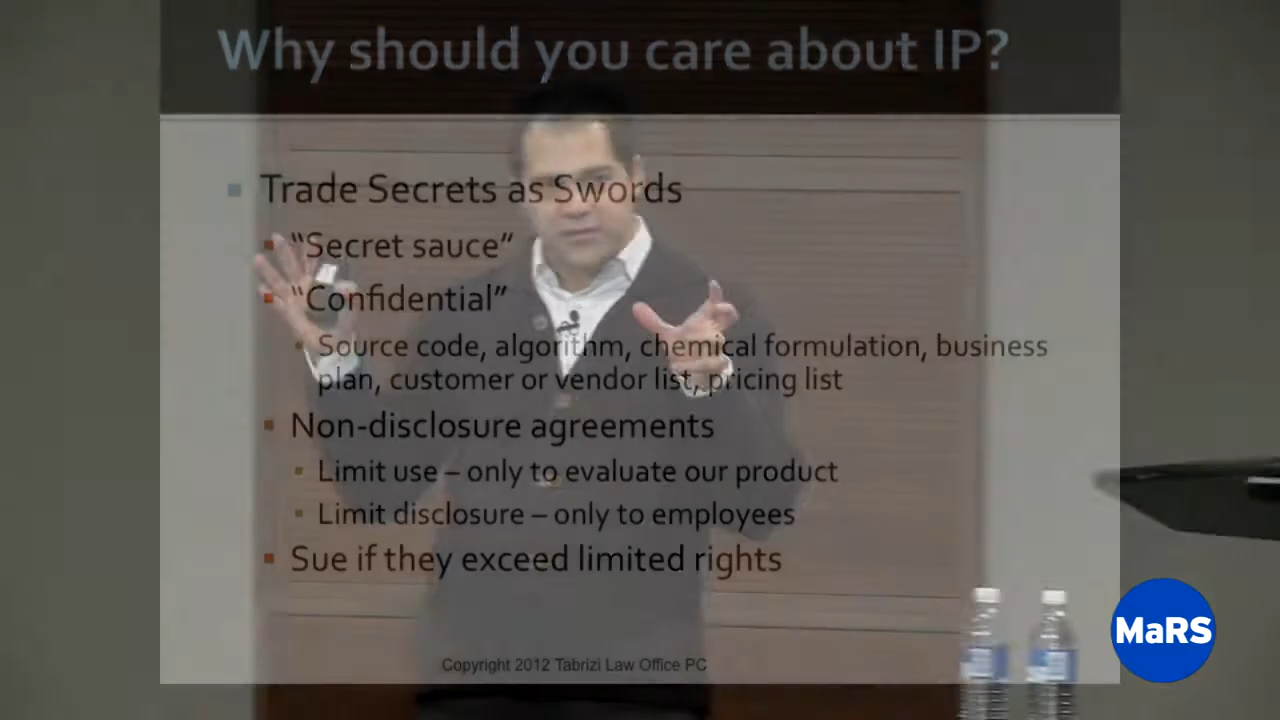 Why should you care about IP?
Trade Secrets as Swords
"Secret sauce"
"Confidential"
Source code, algorithm, chemical formulation, business
plan, customer or vendor list, pricing list
Non-disclosure agreements
Limit use – only to evaluate our product
Limit disclosure – only to employees
Sue if they exceed limited rights
Copyright 2012 Tabrizi Law Office PC
MaRS